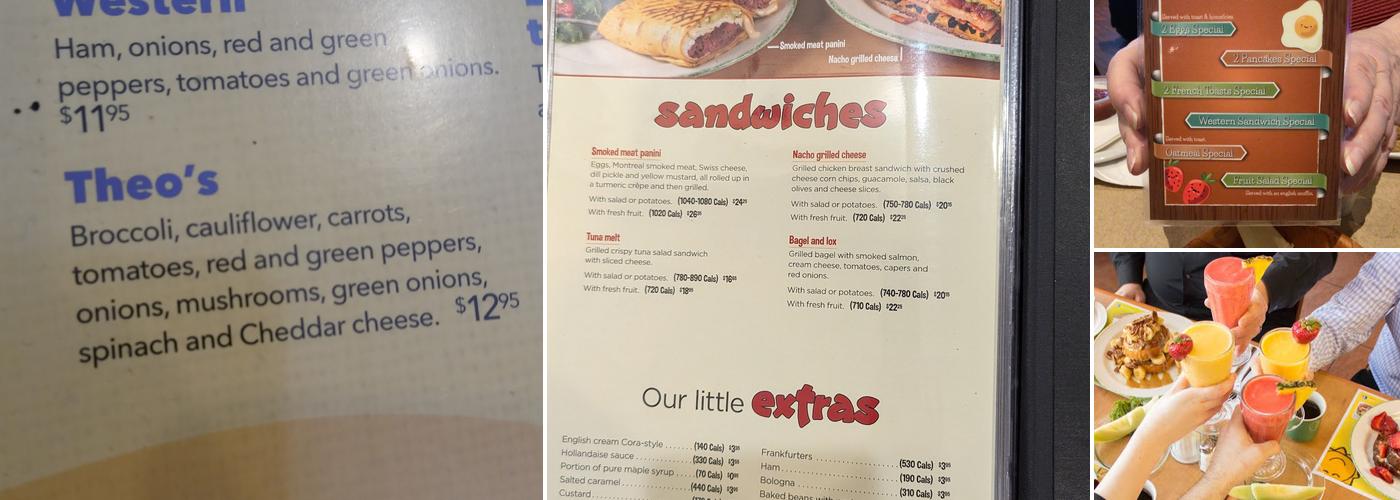 Western
Ham, onions, red and green
peppers, tomatoes and green onions.
$1195
Theo's
Broccoli, cauliflower, carrots,
tomatoes, red and green peppers,
onions, mushrooms, green onions,
spinach and Cheddar cheese. $1295
Smoked meat panini
Nacho grilled cheese
sandwiches
Smoked meat panini
Eggs, Montreal smoked meat, Swiss cheese,
dill pickle and yellow mustard, all rolled up in
a turmeric crêpe and then grilled.
With salad or potatoes. (1040-1080 Cals)
With fresh fruit. (1020 Cals)
Tuna melt
Grilled crispy tuna salad sandwich
with sliced cheese.
With salad or potatoes. (780-890 Cals)
With fresh fruit. (720 Cals)
Nacho grilled cheese
Grilled chicken breast sandwich with crushed
cheese corn chips, guacamole, salsa, black
olives and cheese slices.
With salad or potatoes. (750-780 Cals)
With fresh fruit. (720 Cals)
Bagel and lox
Grilled bagel with smoked salmon,
cream cheese, tomatoes, capers and
red onions.
With salad or potatoes. (740-780 Cals)
With fresh fruit. (710 Cals)
Our little extras
English cream Cora-style (140 Cals)
Hollandaise sauce (330 Cals)
Portion of pure maple syrup (70 Cals)
Salted caramel (440 Cals)
Custard
Frankfurters (530 Cals)
Ham (190 Cals)
Bologna (310 Cals)
Baked beans with
Served with toast & homefries
2 Eggs Special
2 Pancakes Special
2 French Toasts Special
Western Sandwich Special
Served with toast
Oatmeal Special
Fruit Salad Special
Served with an english muffin.